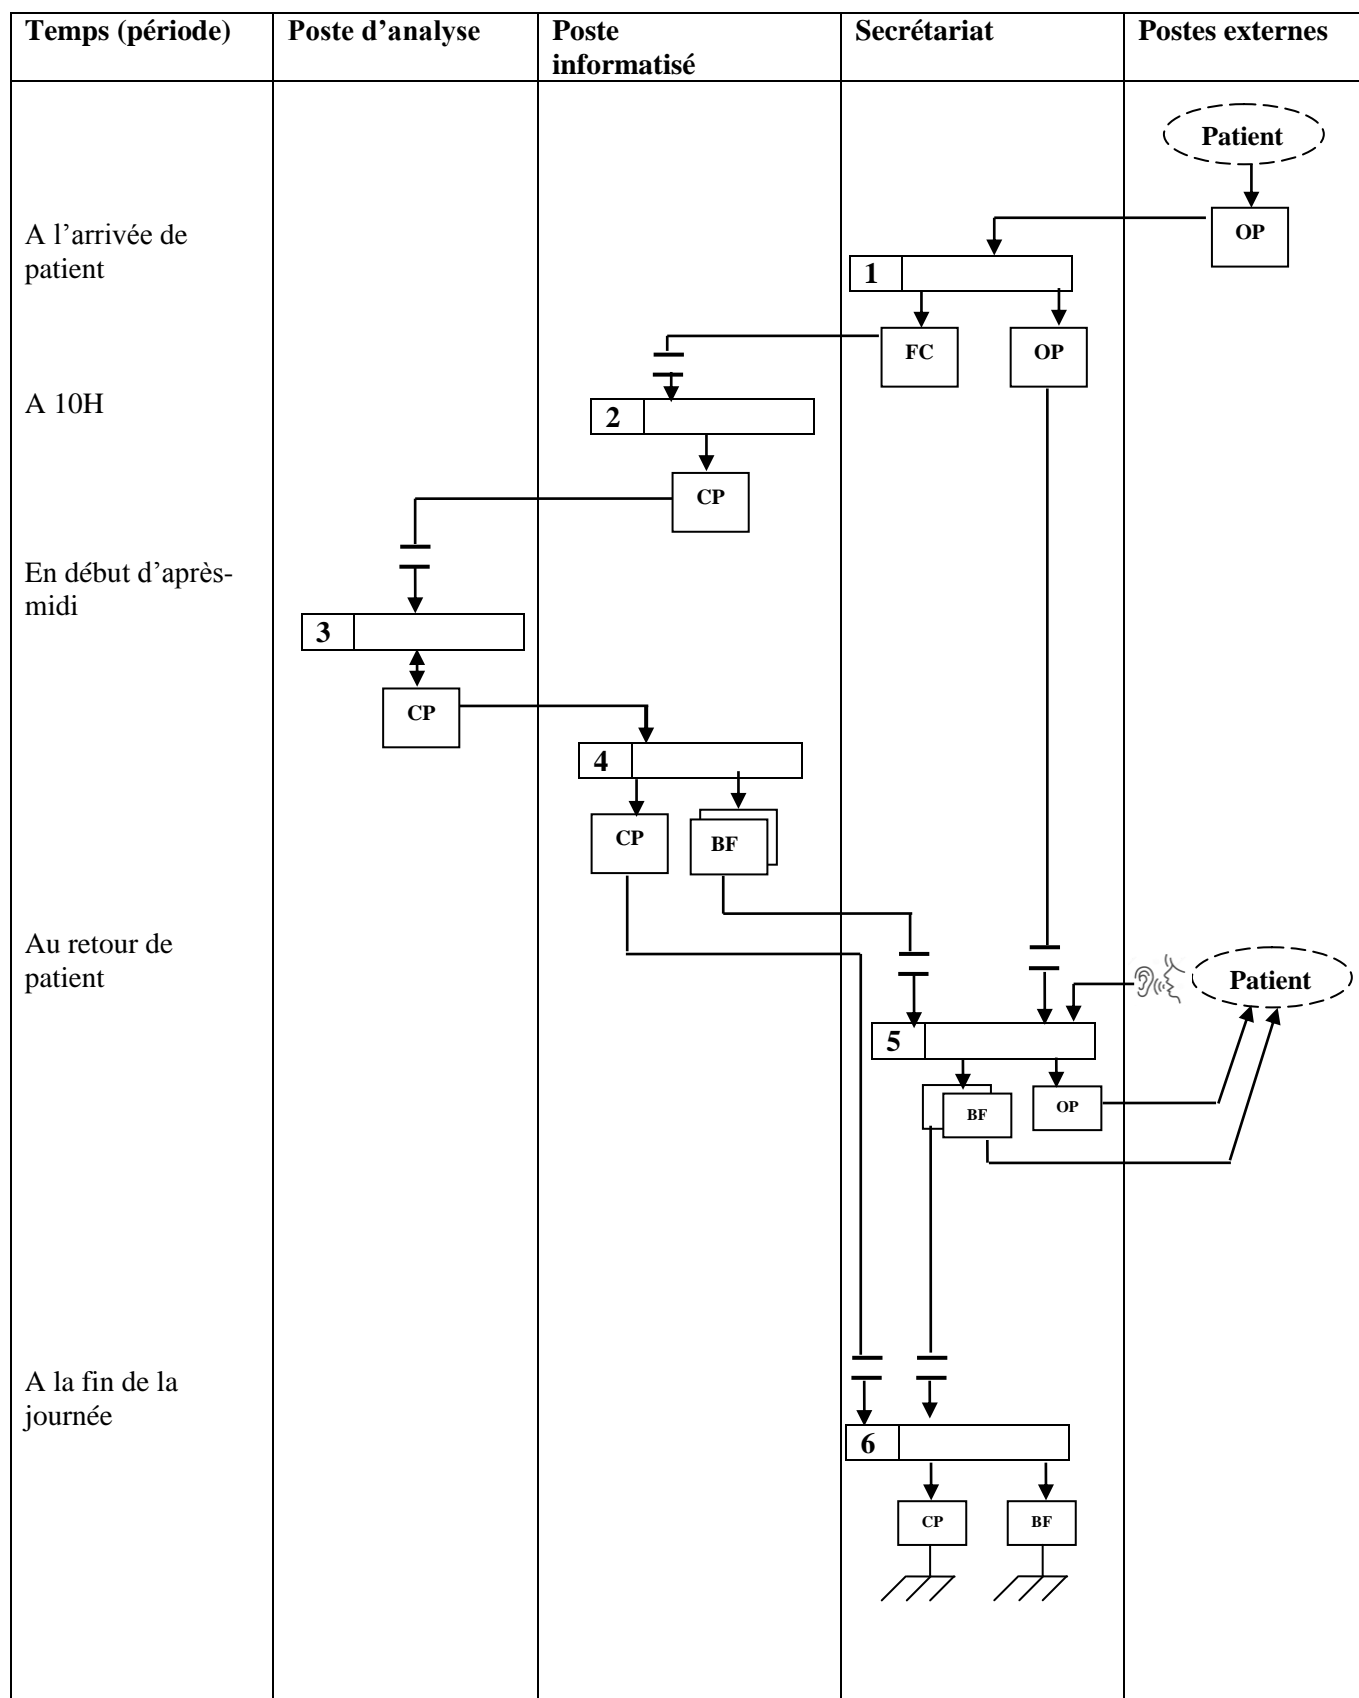 Temps (période)
Poste d’analyse
Poste
informatisé
Secrétariat
Postes externes
Patient
OP
A l’arrivée de
patient
1
FC
OP
A 10H
2
CP
En début d’après-
midi
3
CP
4
CP
BF
Au retour de
patient
Patient
5
BF
OP
A la fin de la
journée
6
CP
BF